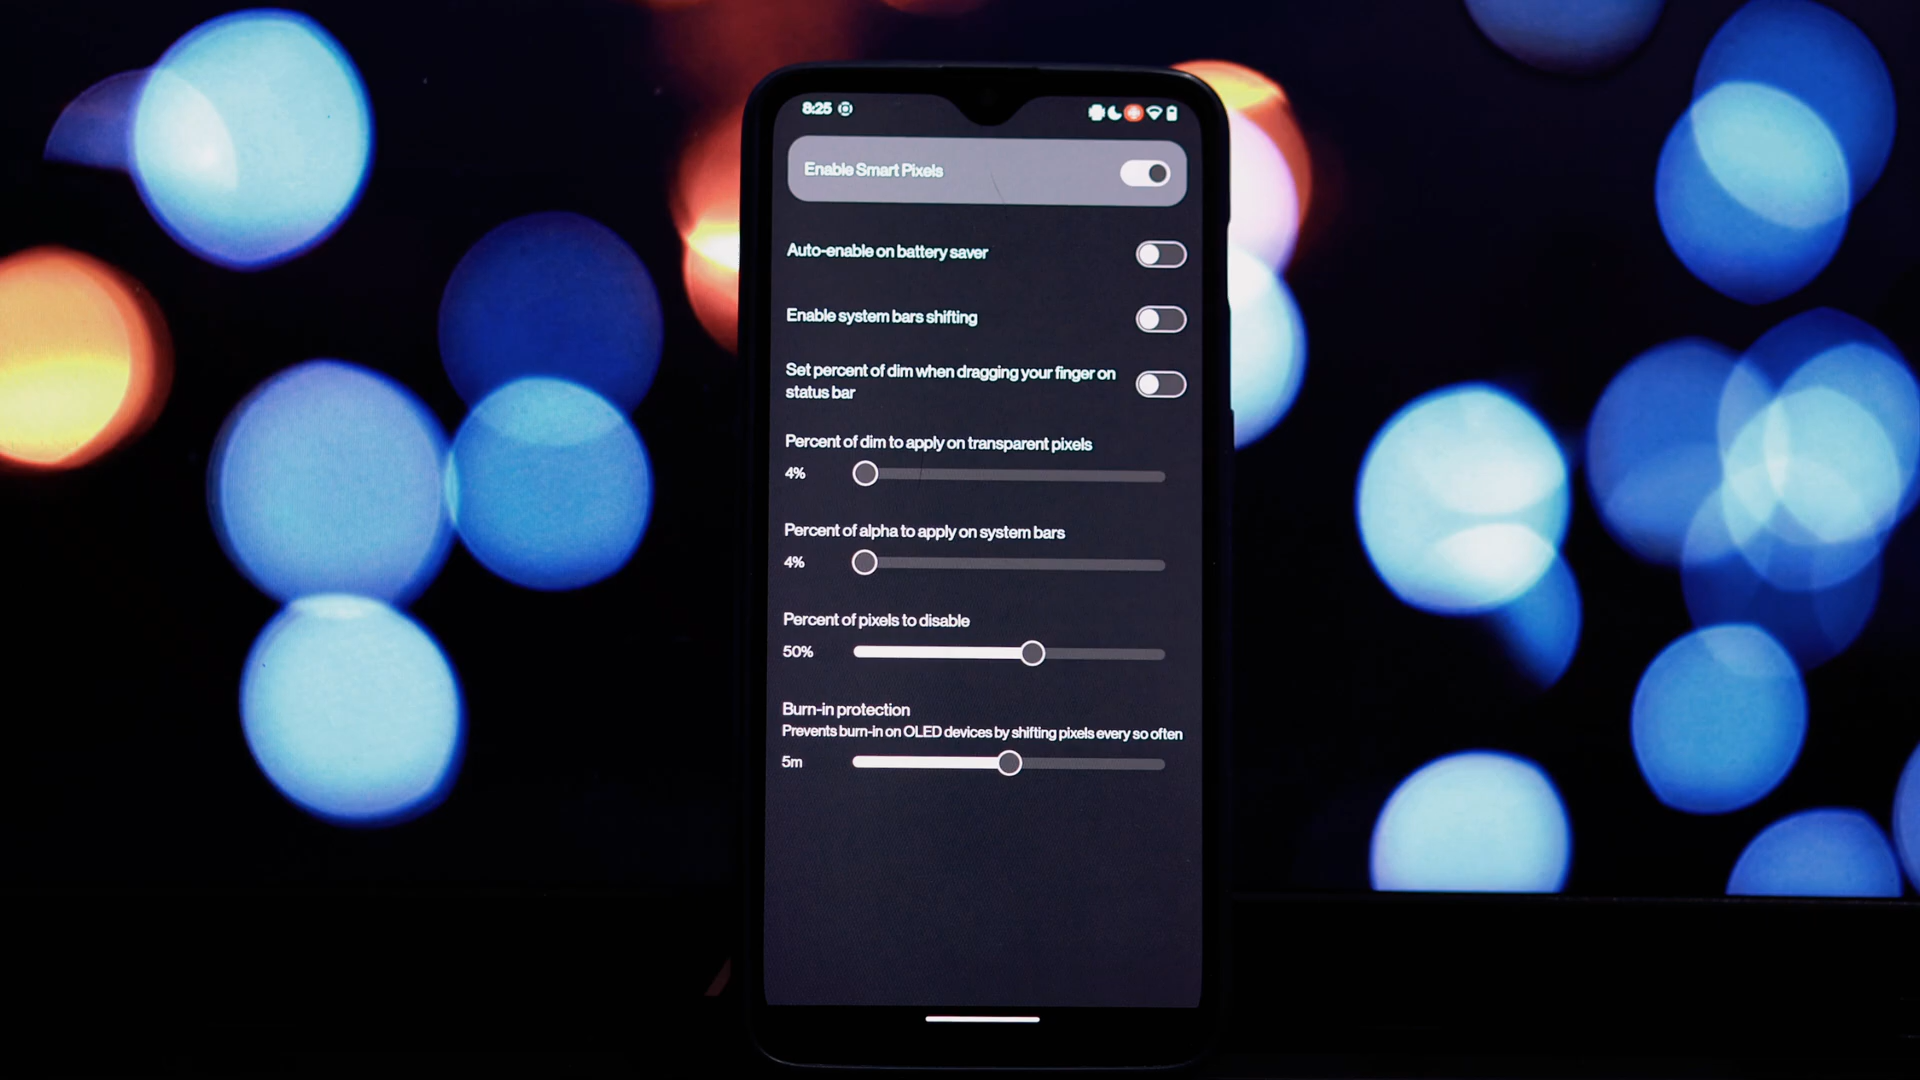 8:25
Enable Smart Pixels
Auto-enable on battery saver
Enable system bars shifting
Set percent of dim when dragging your finger on
status bar
Percent of dim to apply on transparent pixels
4%
Percent of alpha to apply on system bars
4%
Percent of pixels to disable
50%
Burn-in protection
Prevents burn-in on OLED devices by shifting pixels every so often
5m